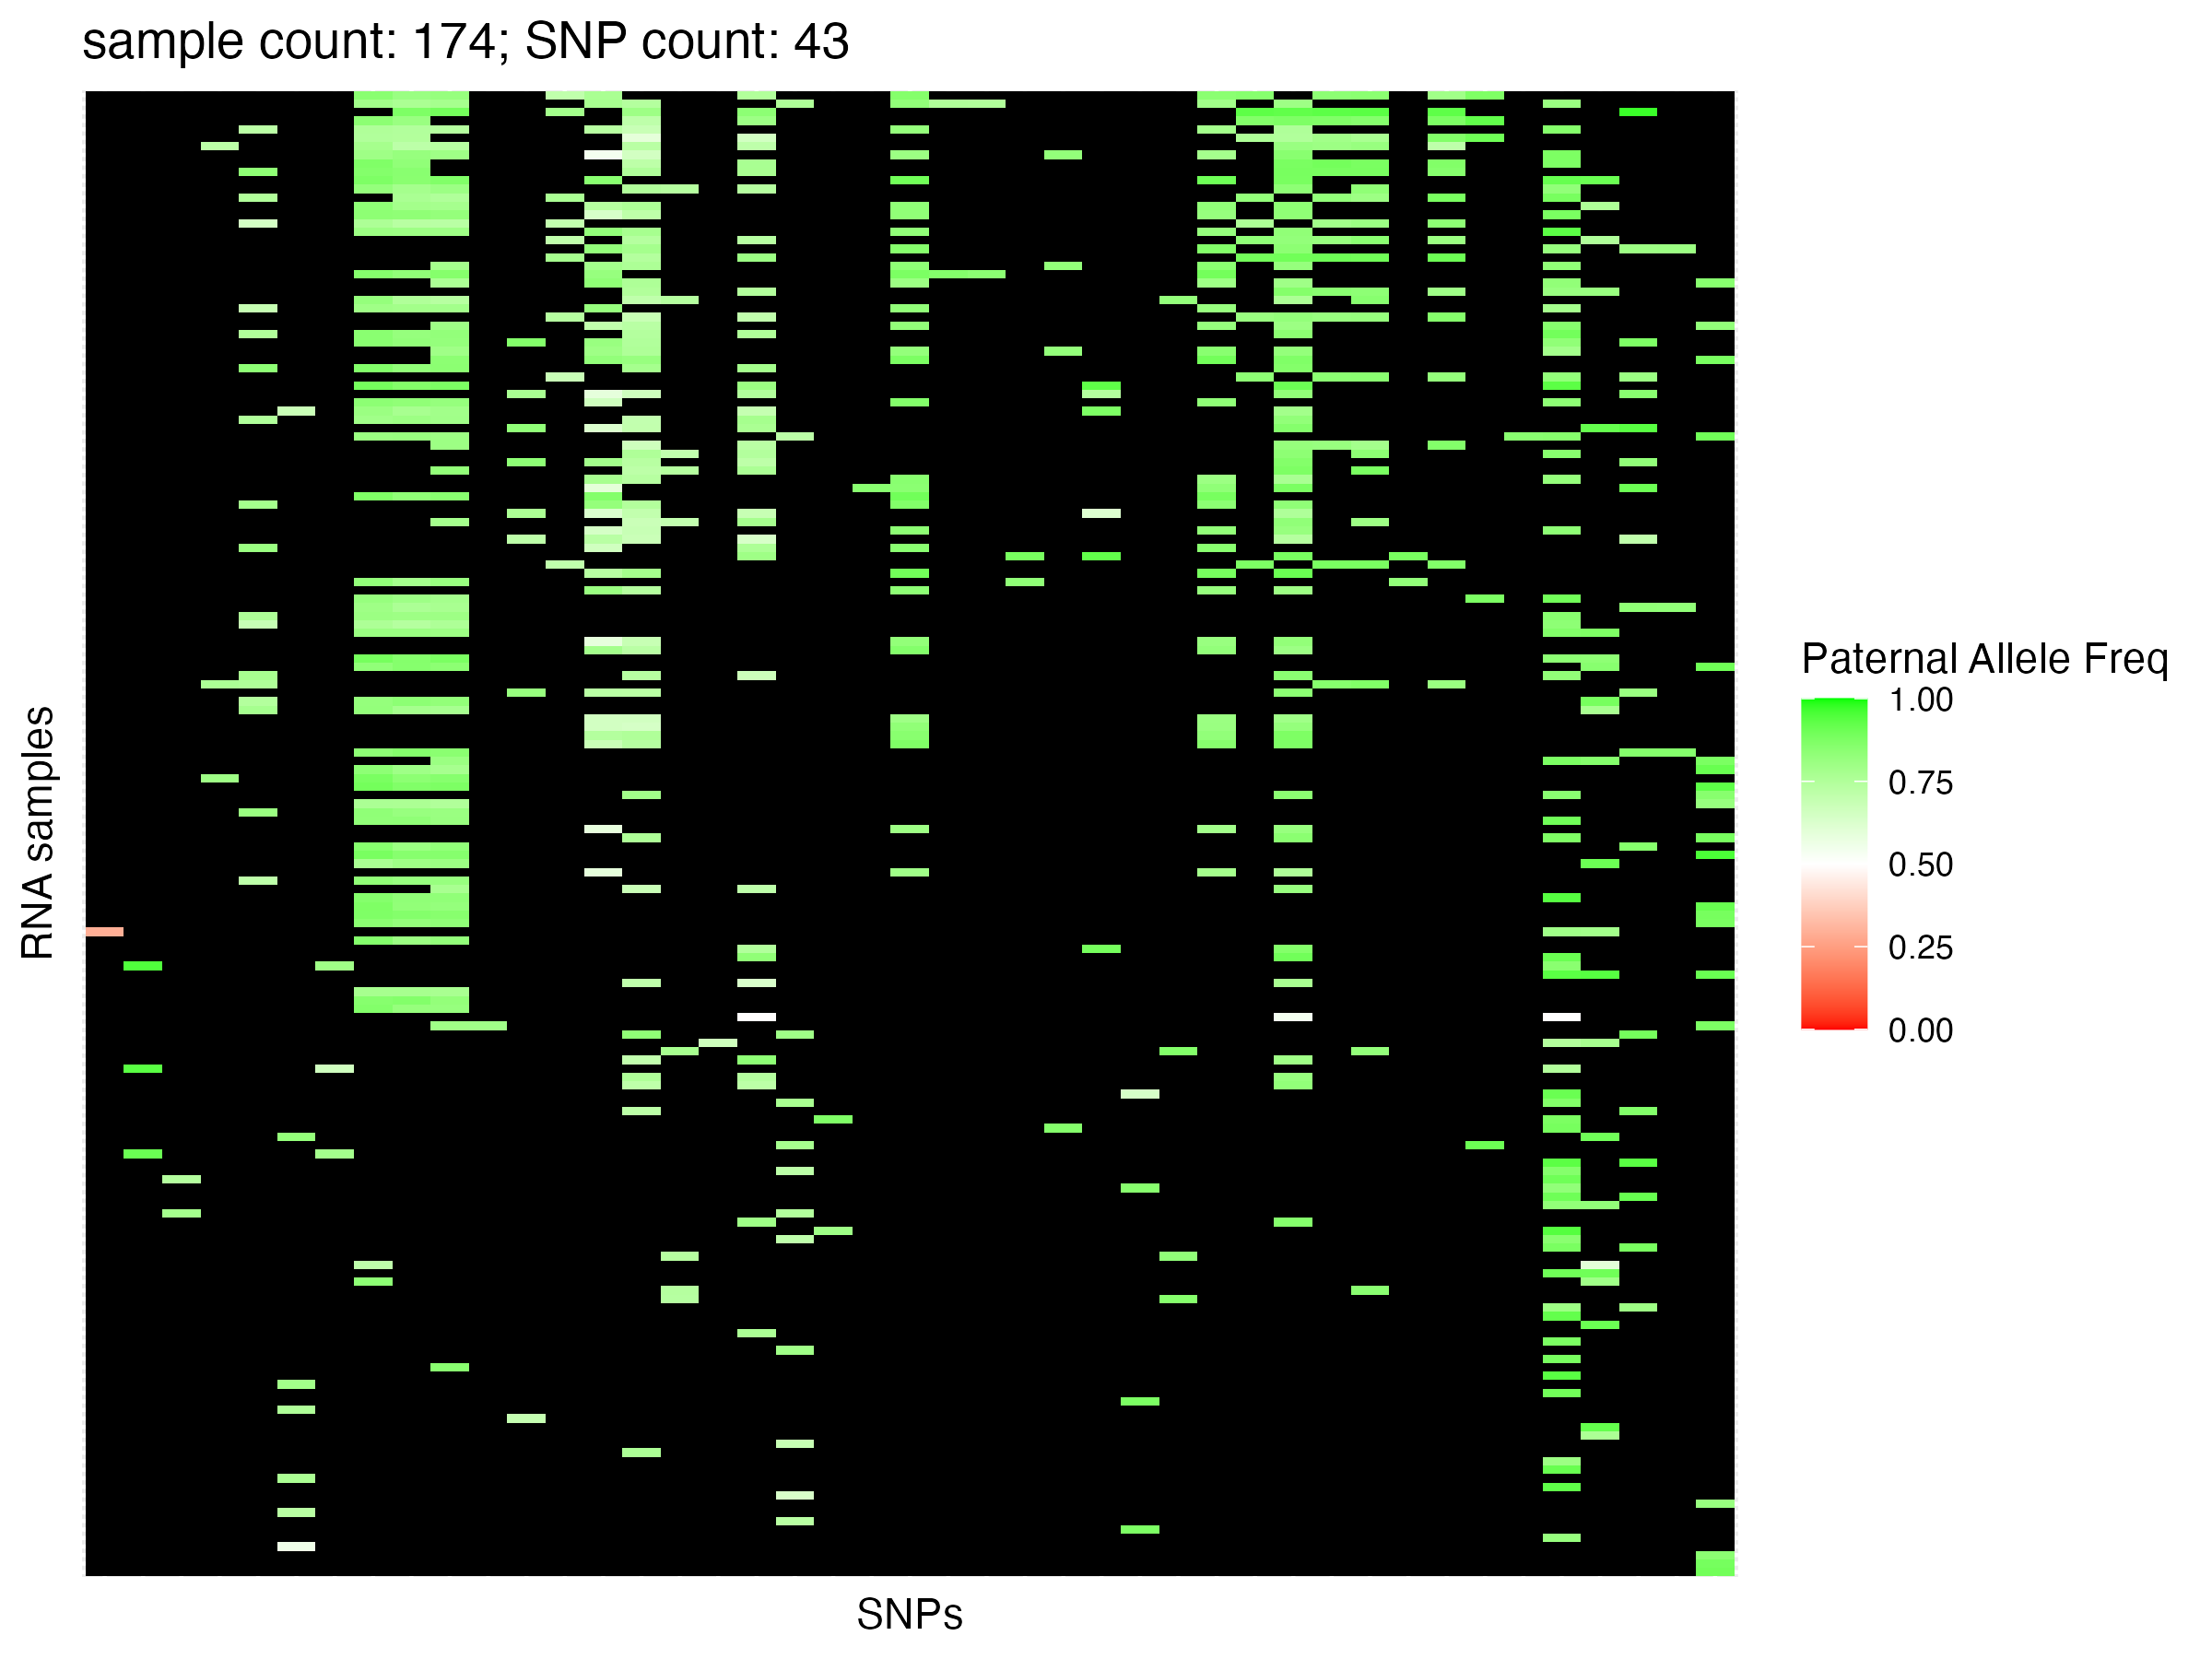 sample count: 174; SNP count: 43
RNA samples
SNPs
Paternal Allele Freq
1.00
0.75
0.50
0.25
0.00